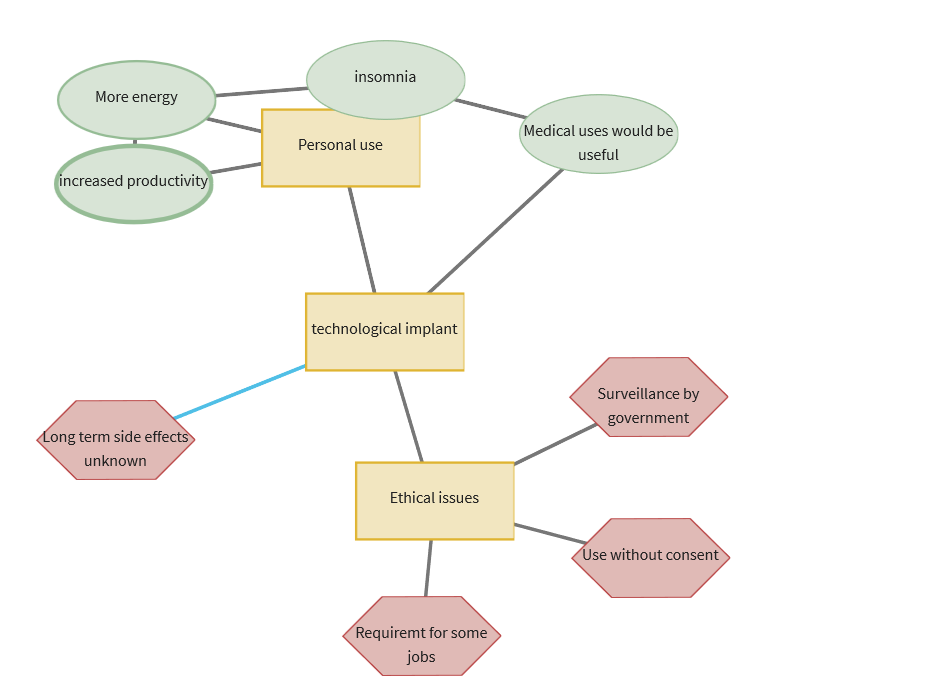 insomnia
More energy
Medical uses would be
useful
Personal use
increased productivity
technological implant
Surveillance by
government
Long term side effects
unknown
Ethical issues
Use without consent
Requiremt for some
jobs